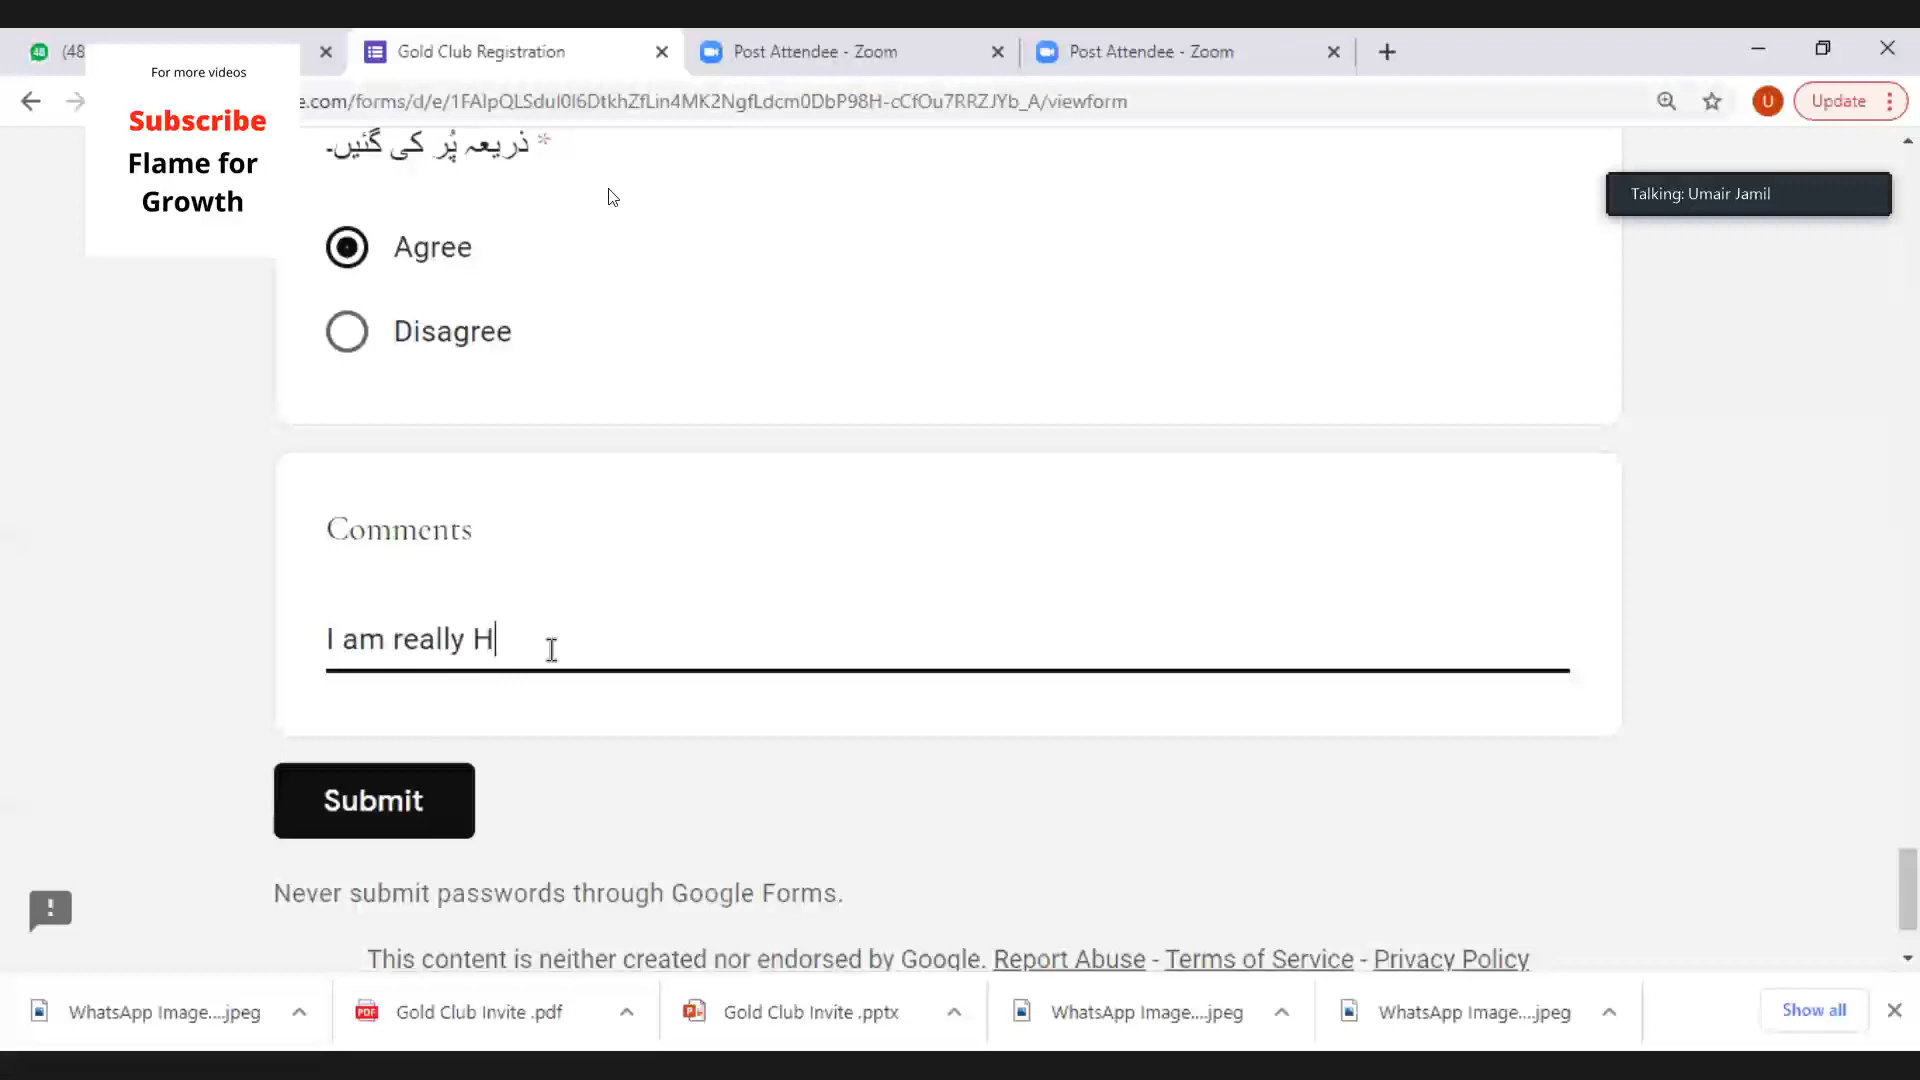 (48
Gold Club Registration
Post Attendee - Zoom
Post Attendee - Zoom
For more videos
Subscribe
Flame for
Growth
e.com/forms/d/e/1FAIpQLSdul0I6DtkhZfLin4MK2NgfLdcm0DbP98H-cCfOu7RRZJYb_A/viewform
U
Update
ذریعہ پُر کی گئیں۔ *
Talking: Umair Jamil
Agree
Disagree
Comments
I am really H
Submit
Never submit passwords through Google Forms.
This content is neither created nor endorsed by Google. Report Abuse - Terms of Service - Privacy Policy
WhatsApp Image....jpeg
PDF
Gold Club Invite .pdf
Gold Club Invite .pptx
WhatsApp Image....jpeg
WhatsApp Image....jpeg
Show all